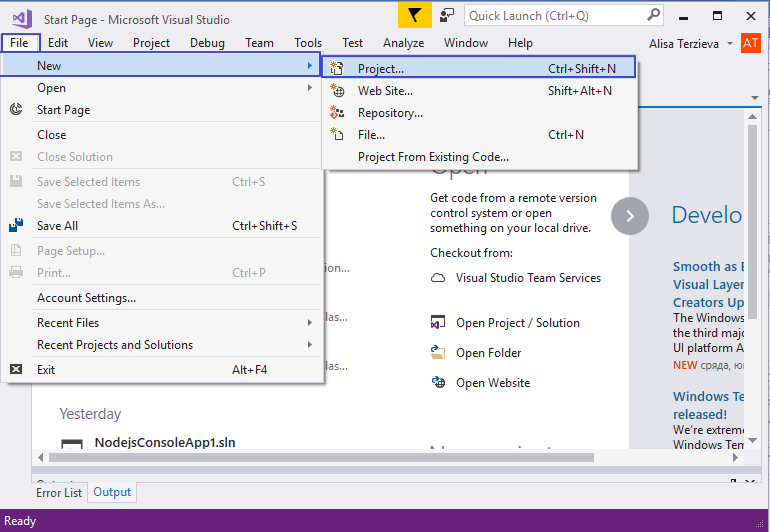 Start Page - Microsoft Visual Studio
Quick Launch (Ctrl+Q)
File Edit View Project Debug Team Tools Test Analyze Window Help
Alisa Terzieva AT
New
Project... Ctrl+Shift+N
Web Site... Shift+Alt+N
Repository...
File... Ctrl+N
Project From Existing Code...
Open
Start Page
Close
Close Solution
Save Selected Items Ctrl+S
Save Selected Items As...
Save All Ctrl+Shift+S
Page Setup...
Print... Ctrl+P
Account Settings...
Recent Files
Recent Projects and Solutions
Exit Alt+F4
Open
Get code from a remote version
control system or open
something on your local drive.
Checkout from:
Visual Studio Team Services
Open Project / Solution
Open Folder
Open Website
Develo
Smooth as
Visual Layer
Creators Up
The Windows
the third majo
UI platform A
NEW сряда, ю
Windows Te
released!
We're extrem
Windows Tem
Yesterday
NodejsConsoleApp1.sln
Error List Output
Ready